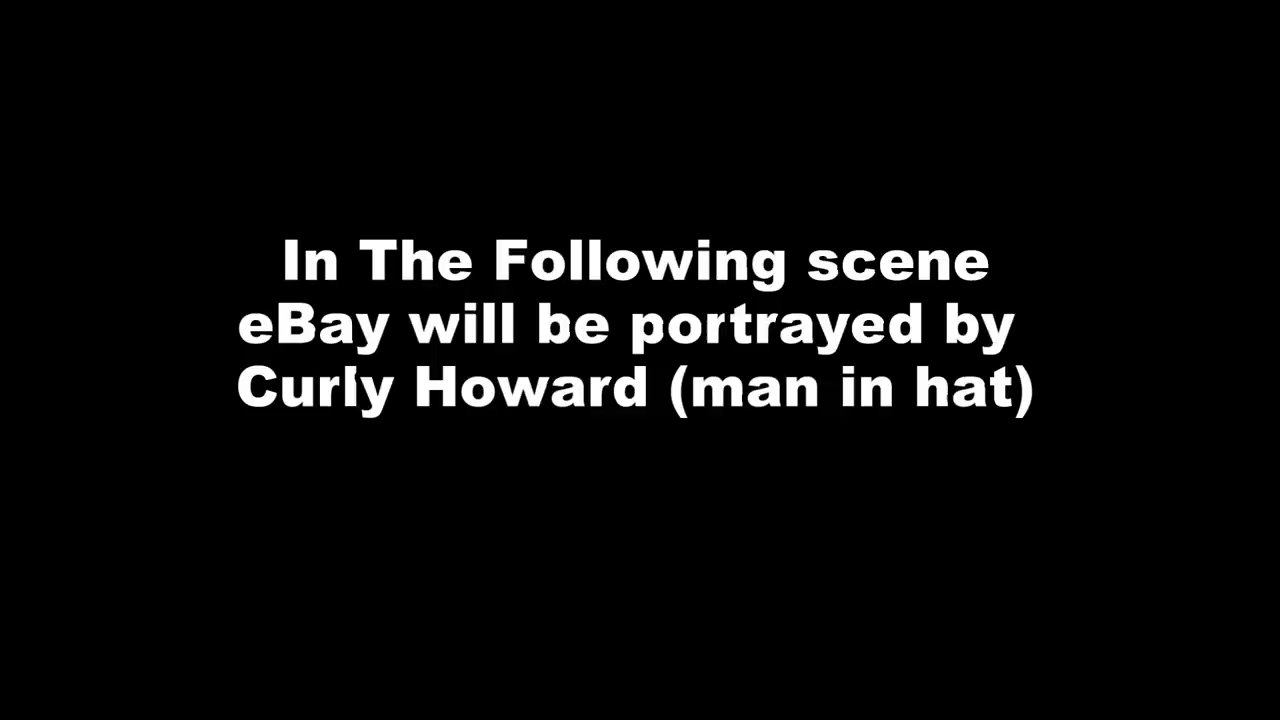 In The Following scene
eBay will be portrayed by
Curly Howard (man in hat)